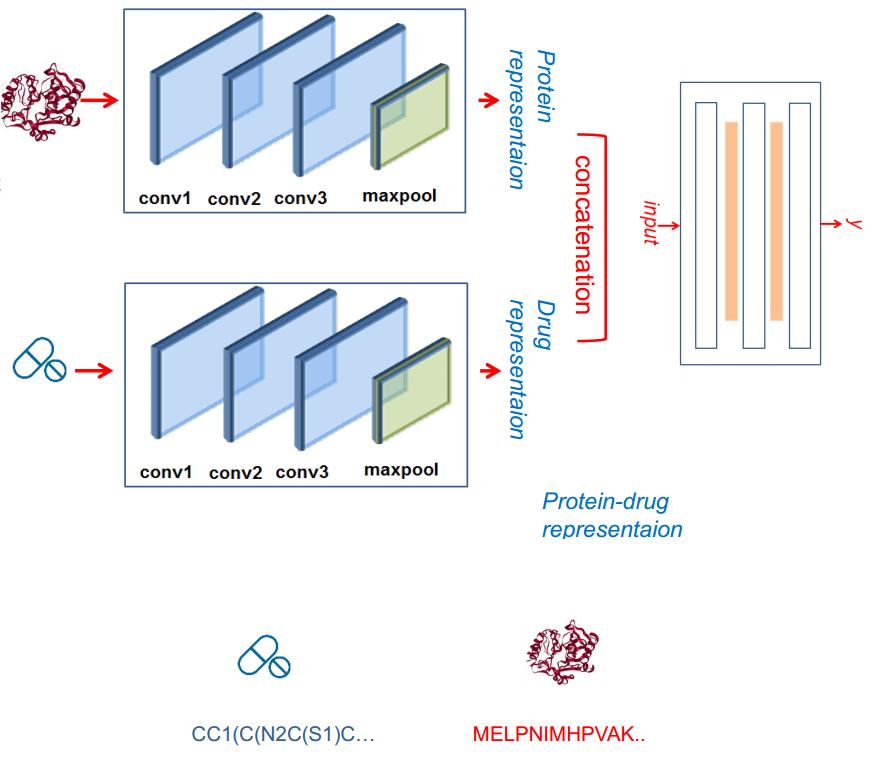 conv1 conv2 conv3 maxpool
Protein
representaion
concatenation
input
y
Drug
representaion
conv1 conv2 conv3 maxpool
Protein-drug
representaion
CC1(C(N2C(S1)C...
MELPNIMHPVAK..